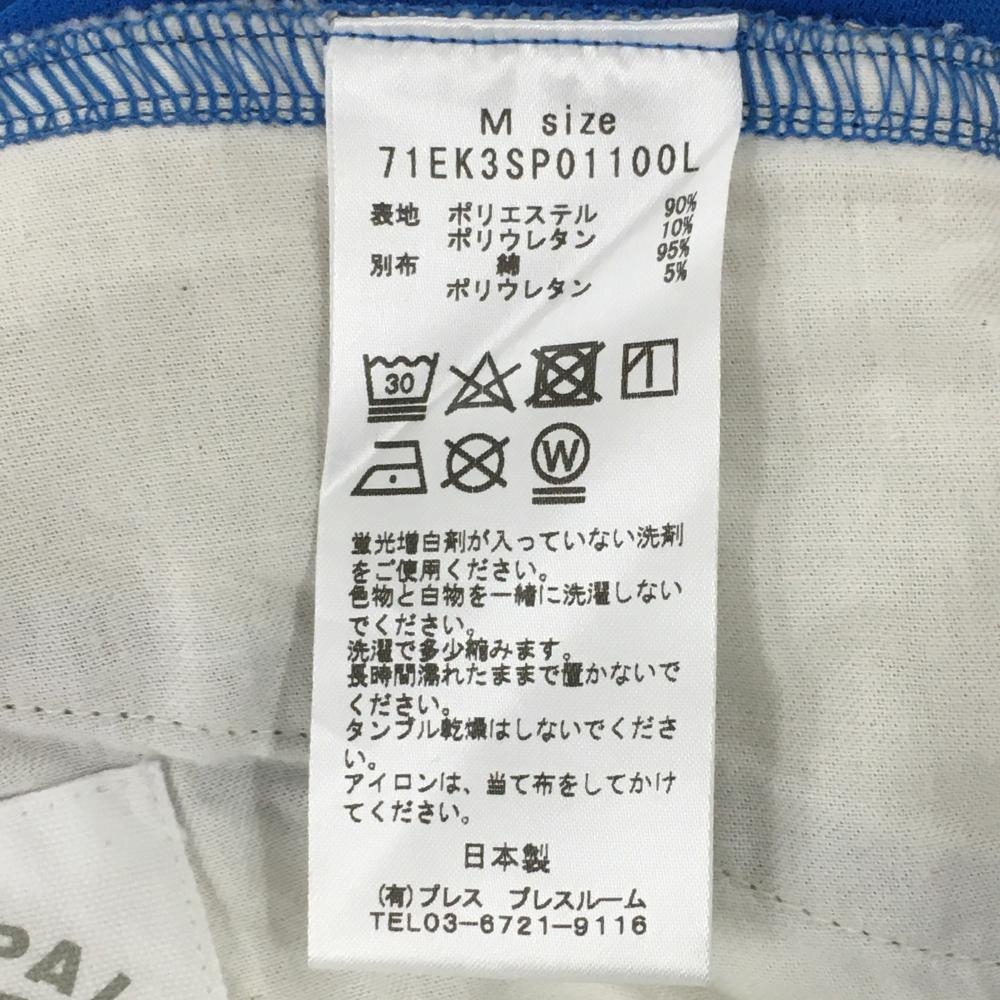 M size
71EK3SP01100L
表地 ポリエステル 90%
ポリウレタン 10%
別布 綿 95%
ポリウレタン 5%
30
W
蛍光増白剤が入っていない洗剤
をご使用ください。
色物と白物を一緒に洗濯しない
でください。
洗濯で多少縮みます。
長時間濡れたままで置かないで
ください。
タンブル乾燥はしないでくださ
い。
アイロンは、当て布をしてかけ
てください。
日本製
(有)プレス プレスルーム
TEL03-6721-9116